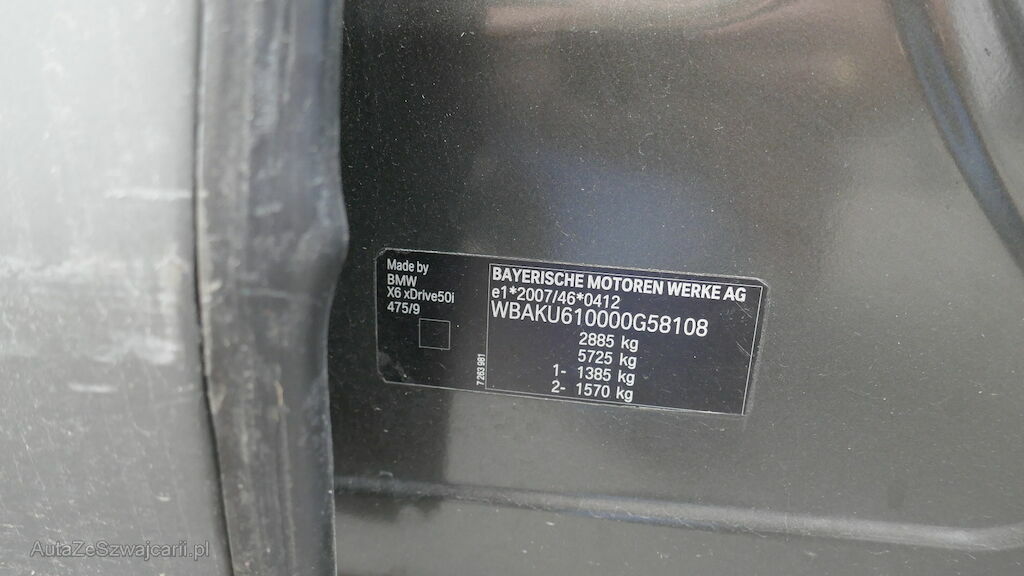 Made by
BMW
X6 xDrive50i
475/9
7 263 981
BAYERISCHE MOTOREN WERKE AG
e1*2007/46*0412
WBAKU610000G58108
2885 kg
5725 kg
1- 1385 kg
2- 1570 kg
AutaZeSzwajcarii.pl